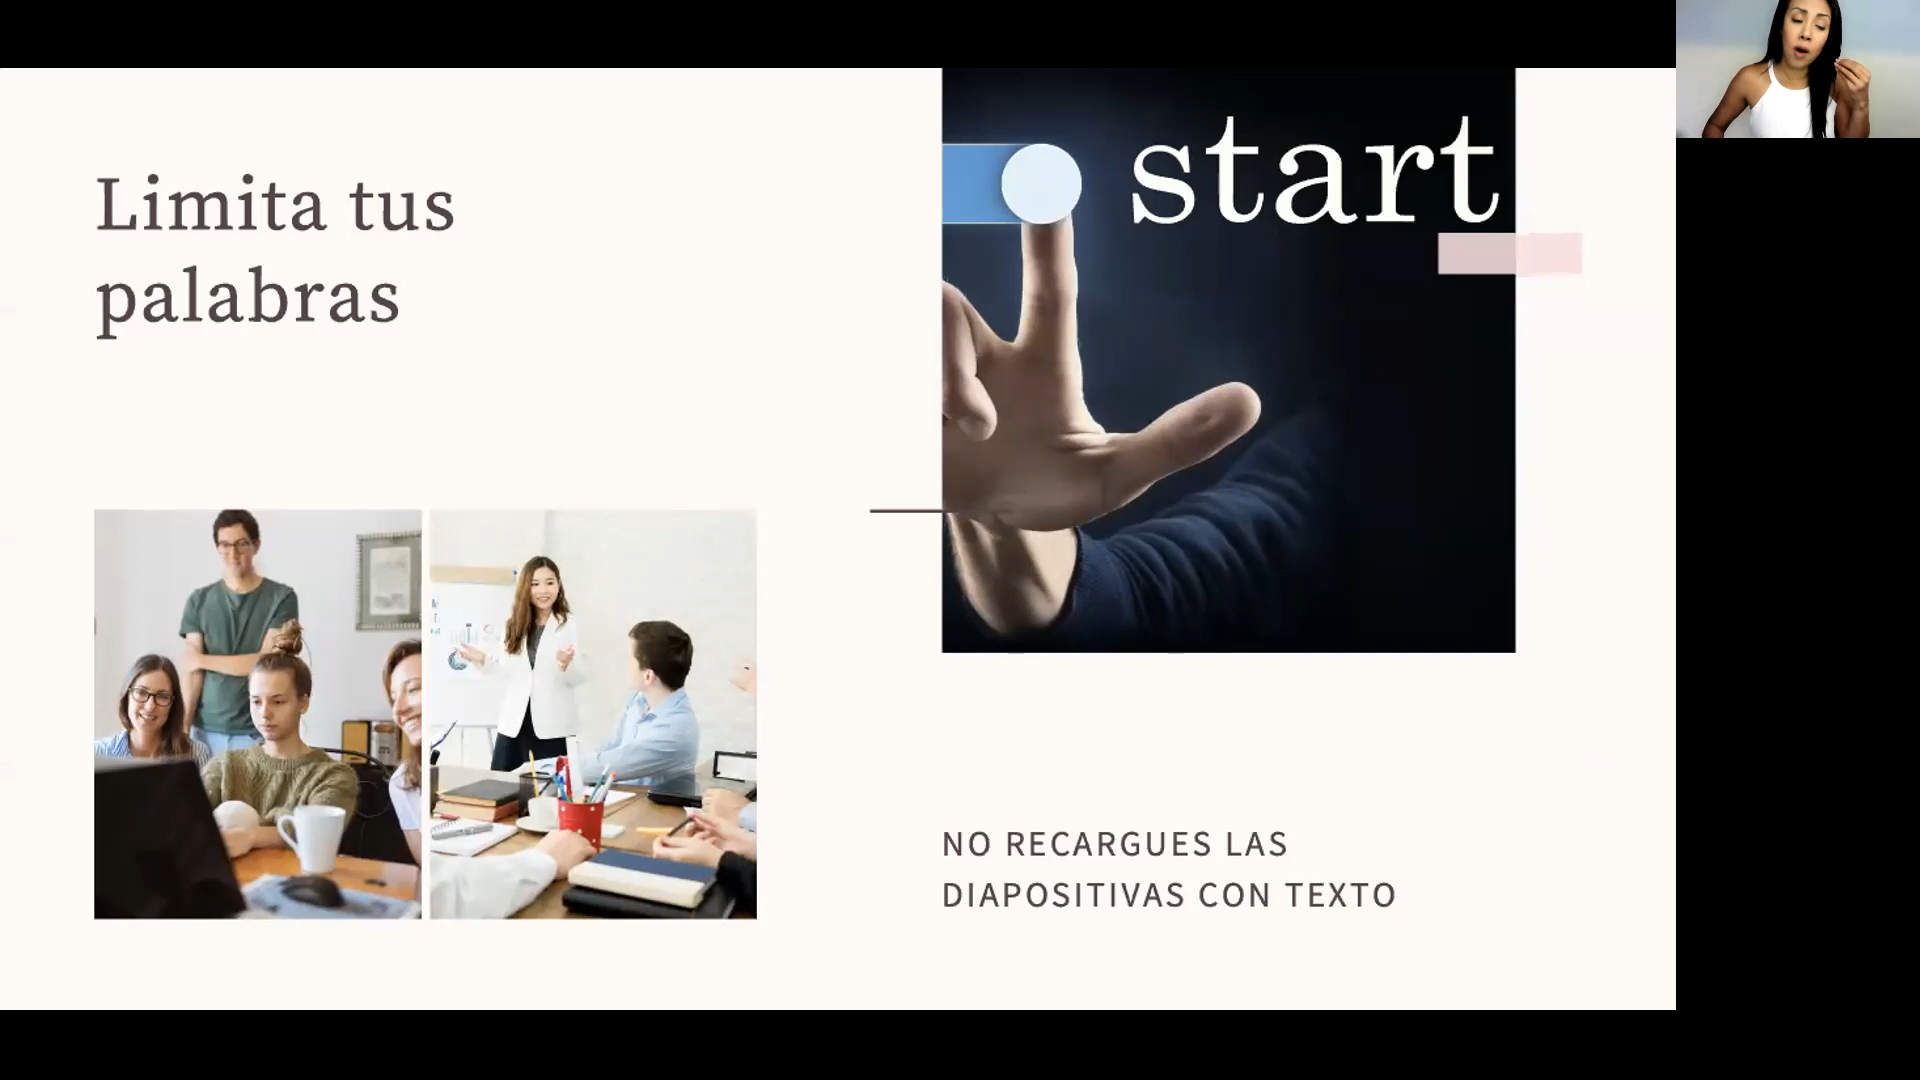 Limita tus
palabras
start
NO RECARGUES LAS
DIAPOSITIVAS CON TEXTO